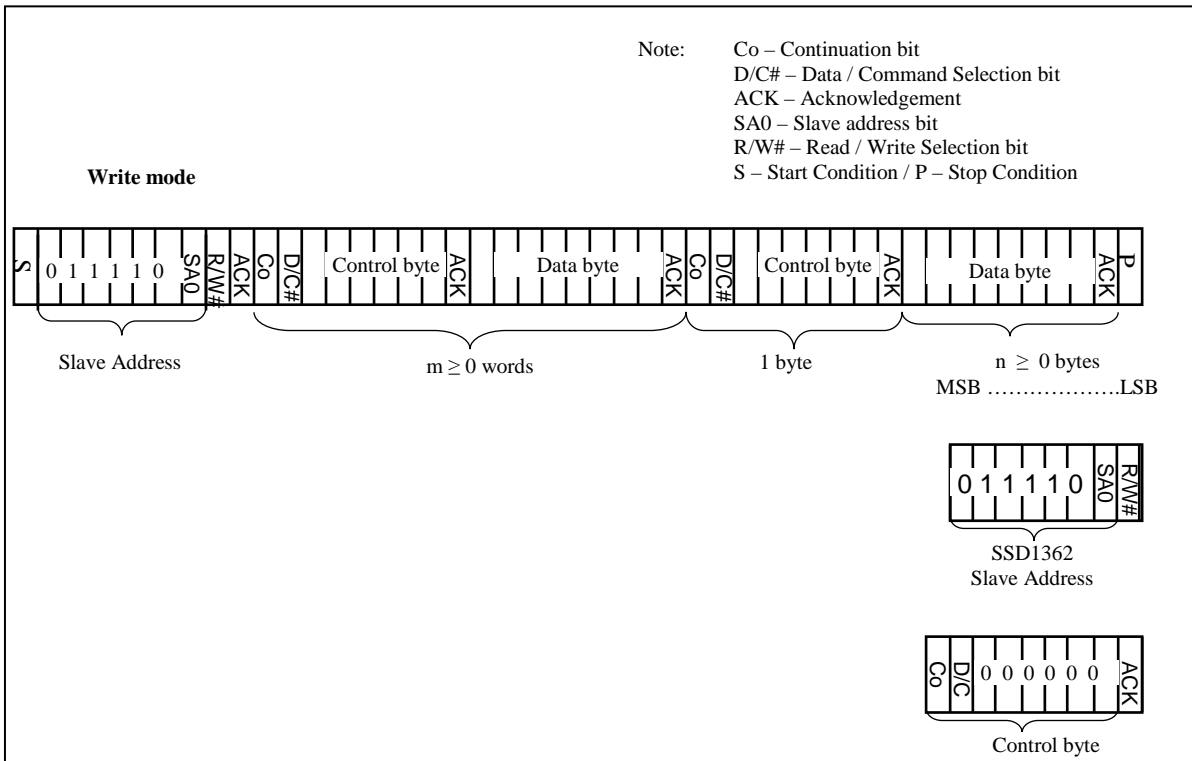 Note: Co – Continuation bit
D/C# – Data / Command Selection bit
ACK – Acknowledgement
SA0 – Slave address bit
R/W# – Read / Write Selection bit
S – Start Condition / P – Stop Condition
Write mode
S 0 1 1 1 1 0 SA0 R/W# ACK Co D/C# Control byte ACK Data byte ACK Co D/C# Control byte ACK Data byte ACK P
Slave Address
m ≥ 0 words
1 byte
n ≥ 0 bytes
MSB ………………….LSB
0 1 1 1 1 0 SA0 R/W#
SSD1362
Slave Address
Co D/C 0 0 0 0 0 0 ACK
Control byte